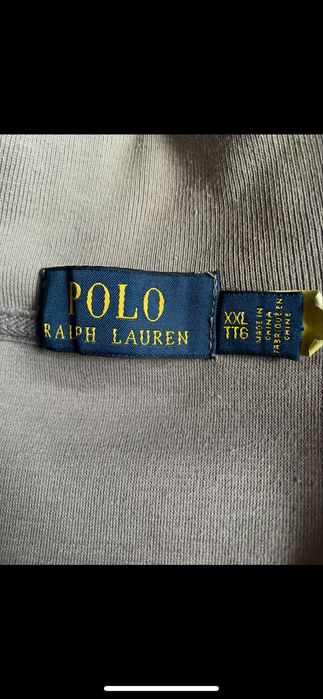 POLO
RALPH LAUREN
XXL
TTG
MADE IN
CHINA
FABRIQUÉ EN
CHINE